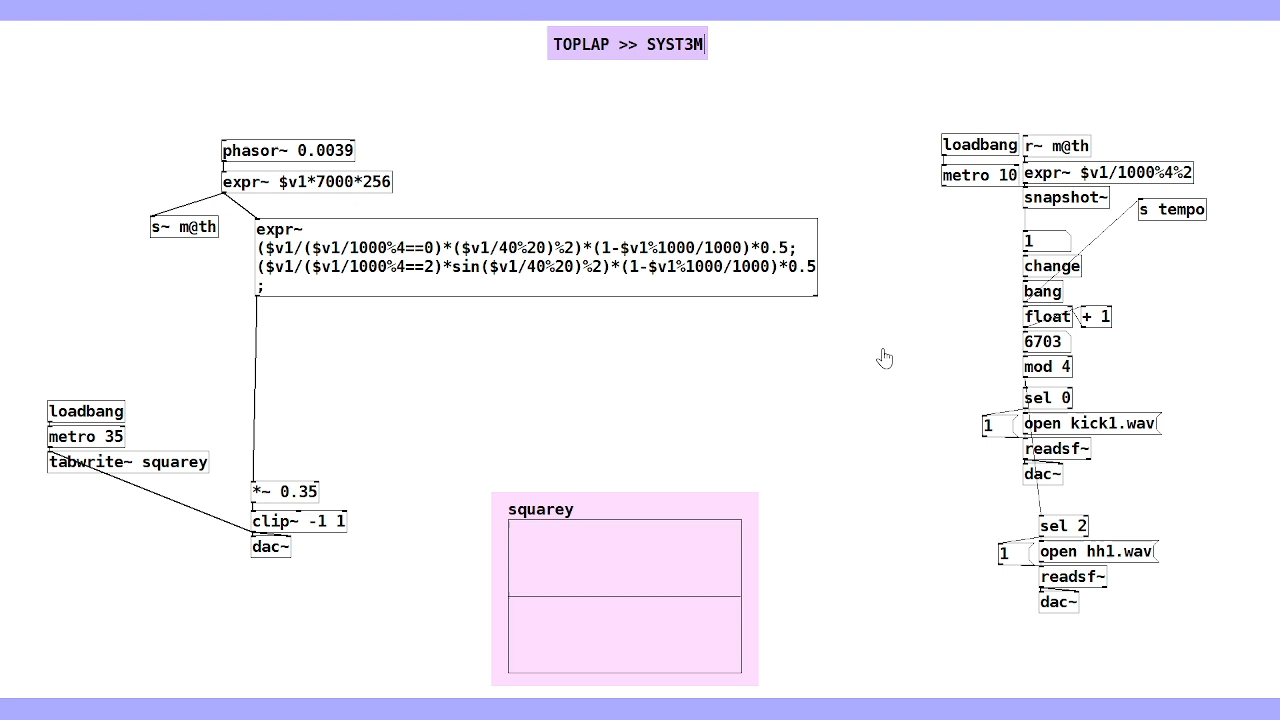 TOPLAP >> SYST3M
phasor~ 0.0039
expr~ $v1*7000*256
s~ m@th
expr~
($v1/($v1/1000%4==0)*($v1/40%20)%2)*(1-$v1%1000/1000)*0.5;
($v1/($v1/1000%4==2)*sin($v1/40%20)%2)*(1-$v1%1000/1000)*0.5
;
loadbang
metro 35
tabwrite~ squarey
*~ 0.35
clip~ -1 1
dac~
squarey
loadbang
metro 10
r~ m@th
expr~ $v1/1000%4%2
snapshot~
s tempo
1
change
bang
float
+ 1
6703
mod 4
sel 0
1
open kick1.wav
readsf~
dac~
sel 2
1
open hh1.wav
readsf~
dac~